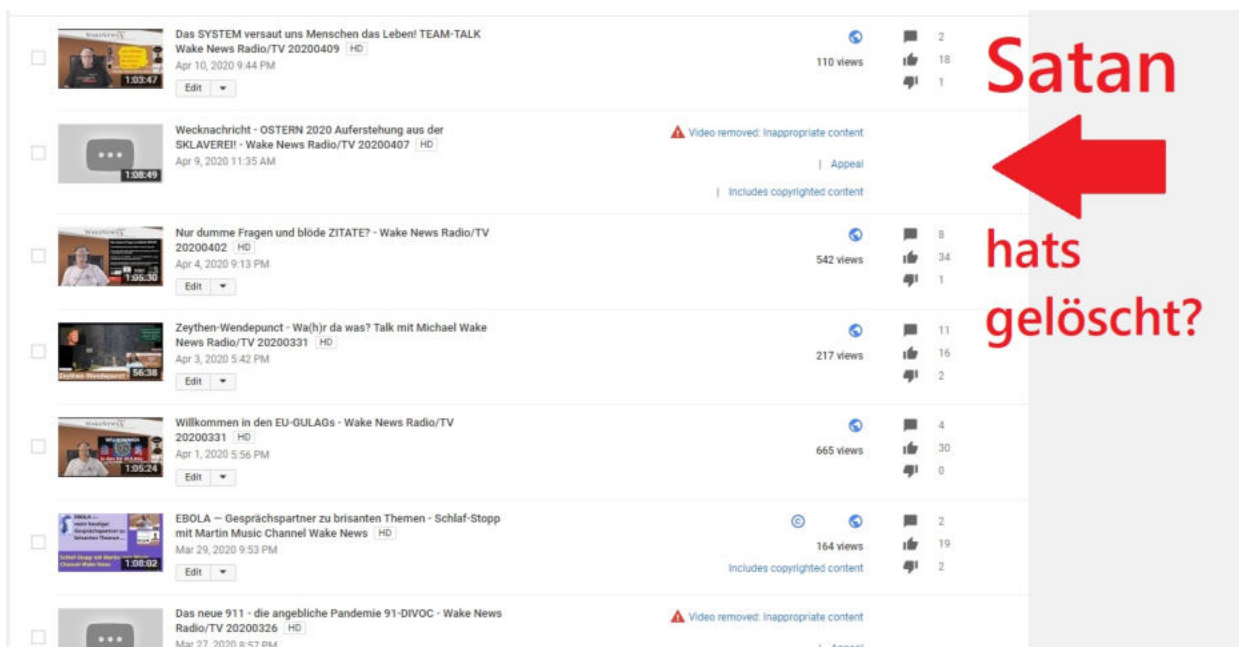 Das SYSTEM versaut uns Menschen das Leben! TEAM-TALK
Wake News Radio/TV 20200409 HD
Apr 10, 2020 9:44 PM
Edit
1:03:47
110 views
2
18
1
Satan
Wecknachricht - OSTERN 2020 Auferstehung aus der
SKLAVEREI! - Wake News Radio/TV 20200407 HD
Apr 9, 2020 11:35 AM
1:08:49
Video removed: Inappropriate content
| Appeal
| Includes copyrighted content
hats
gelöscht?
Nur dumme Fragen und blöde ZITATE? - Wake News Radio/TV
20200402 HD
Apr 4, 2020 9:13 PM
Edit
1:05:30
542 views
8
34
1
Zeythen-Wendepunct - Wa(h)r da was? Talk mit Michael Wake
News Radio/TV 20200331 HD
Apr 3, 2020 5:42 PM
Edit
Zeythen-Wendepunct 56:38
217 views
11
16
2
Willkommen in den EU-GULAGs - Wake News Radio/TV
20200331 HD
Apr 1, 2020 5:56 PM
Edit
1:05:24
665 views
4
30
0
EBOLA — Gesprächspartner zu brisanten Themen - Schlaf-Stopp
mit Martin Music Channel Wake News HD
Mar 29, 2020 9:53 PM
Edit
1:08:02
©
164 views
Includes copyrighted content
2
19
2
Das neue 911 - die angebliche Pandemie 91-DIVOC - Wake News
Radio/TV 20200326 HD
Mar 27, 2020 8:57 PM
Video removed: Inappropriate content
| Appeal